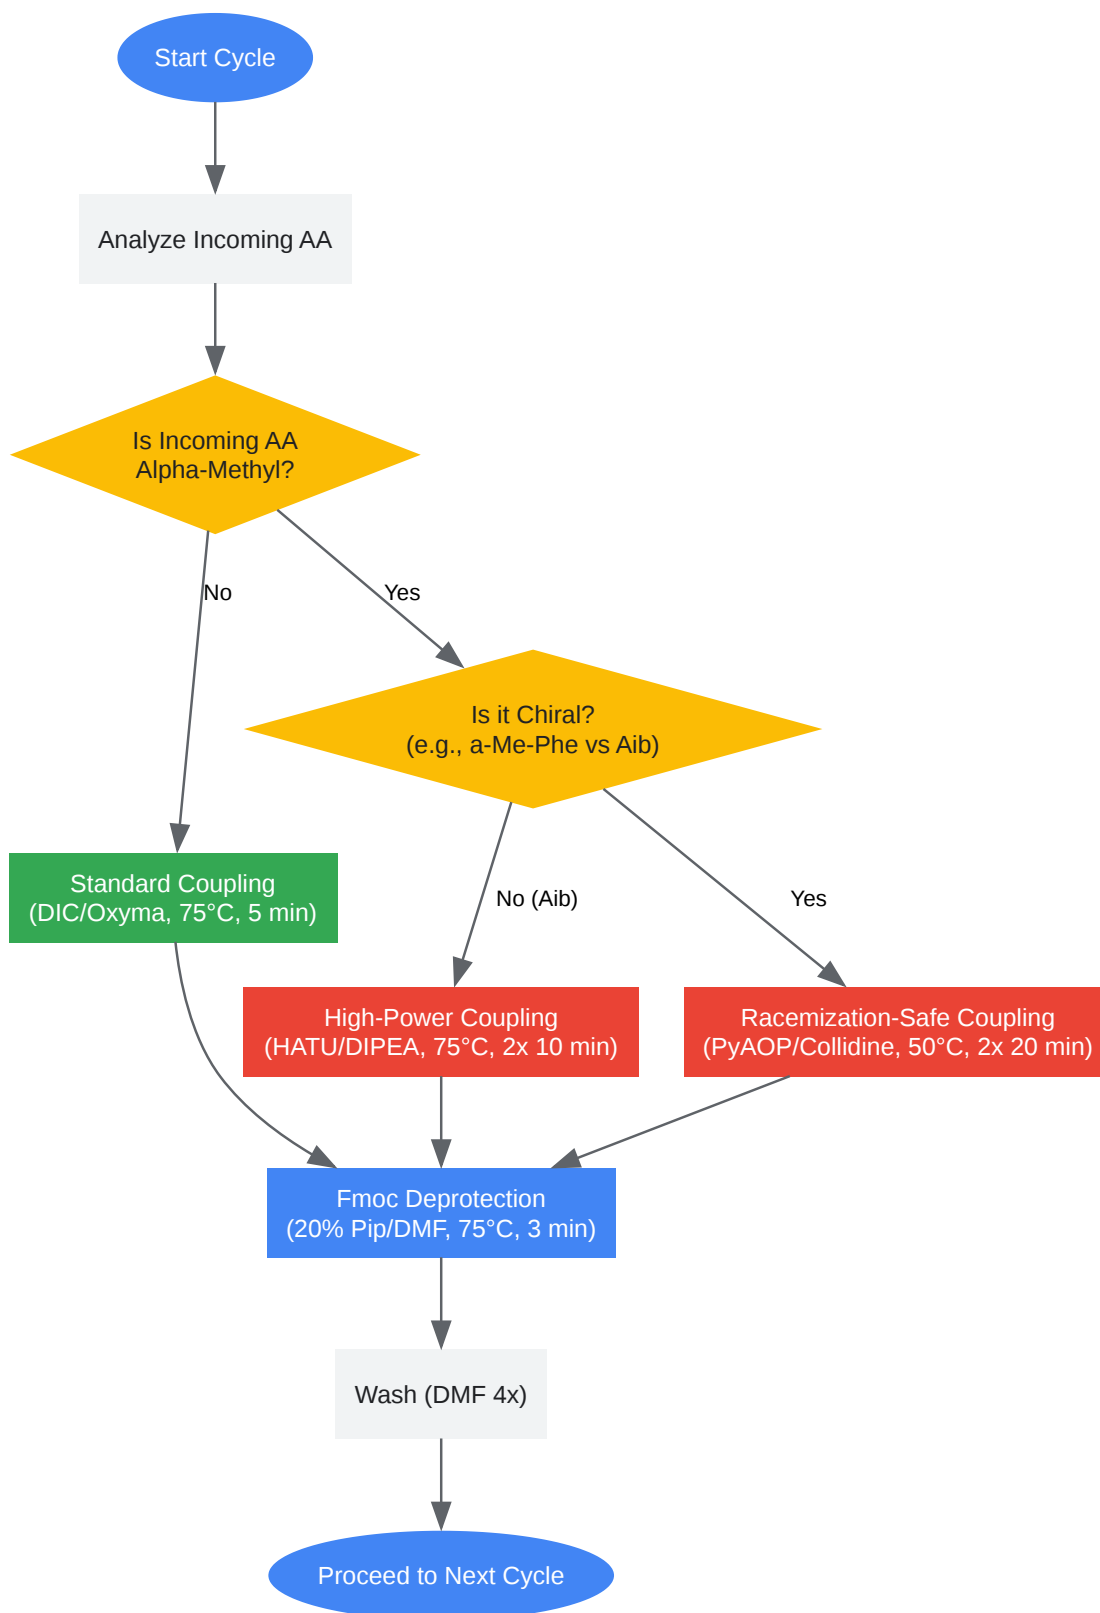 Start Cycle
Analyze Incoming AA
Is Incoming AA
Alpha-Methyl?
No
Yes
Is it Chiral?
(e.g., a-Me-Phe vs Aib)
Standard Coupling
(DIC/Oxyma, 75°C, 5 min)
No (Aib)
Yes
High-Power Coupling
(HATU/DIPEA, 75°C, 2x 10 min)
Racemization-Safe Coupling
(PyAOP/Collidine, 50°C, 2x 20 min)
Fmoc Deprotection
(20% Pip/DMF, 75°C, 3 min)
Wash (DMF 4x)
Proceed to Next Cycle